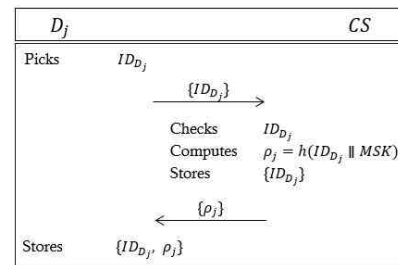 D_j CS
Picks ID_{D_j}
{ID_{D_j}}
Checks ID_{D_j}
Computes ρ_j = h(ID_{D_j} ∥ MSK)
Stores {ID_{D_j}}
{ρ_j}
Stores {ID_{D_j}, ρ_j}